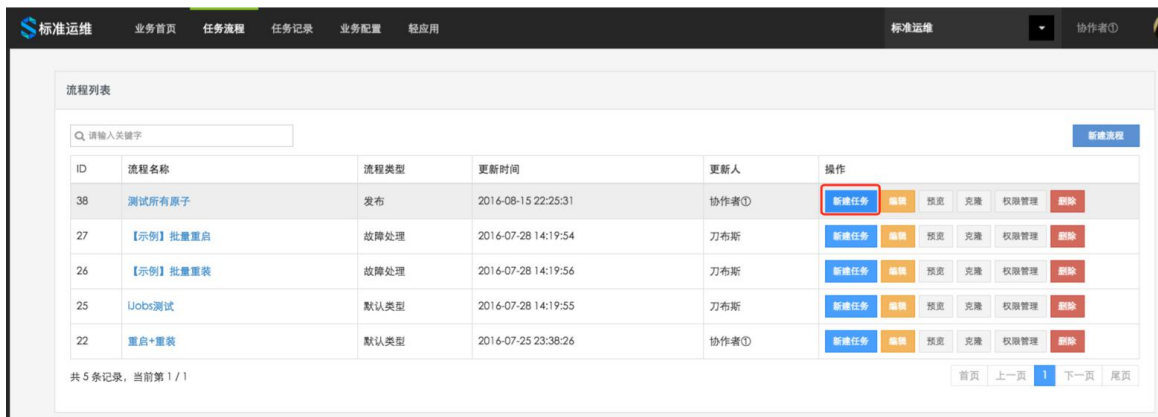 标准运维 业务首页 任务流程 任务记录 业务配置 轻应用 标准运维 协作者①
流程列表
请输入关键字 新建流程
ID 流程名称 流程类型 更新时间 更新人 操作
38 测试所有原子 发布 2016-08-15 22:25:31 协作者① 新建任务 编辑 预览 克隆 权限管理 删除
27 【示例】批量重启 故障处理 2016-07-28 14:19:54 刀布斯 新建任务 编辑 预览 克隆 权限管理 删除
26 【示例】批量重装 故障处理 2016-07-28 14:19:56 刀布斯 新建任务 编辑 预览 克隆 权限管理 删除
25 iJobs测试 默认类型 2016-07-28 14:19:55 刀布斯 新建任务 编辑 预览 克隆 权限管理 删除
22 重启+重装 默认类型 2016-07-25 23:38:26 协作者① 新建任务 编辑 预览 克隆 权限管理 删除
共 5 条记录，当前第 1 / 1 首页 上一页 1 下一页 尾页